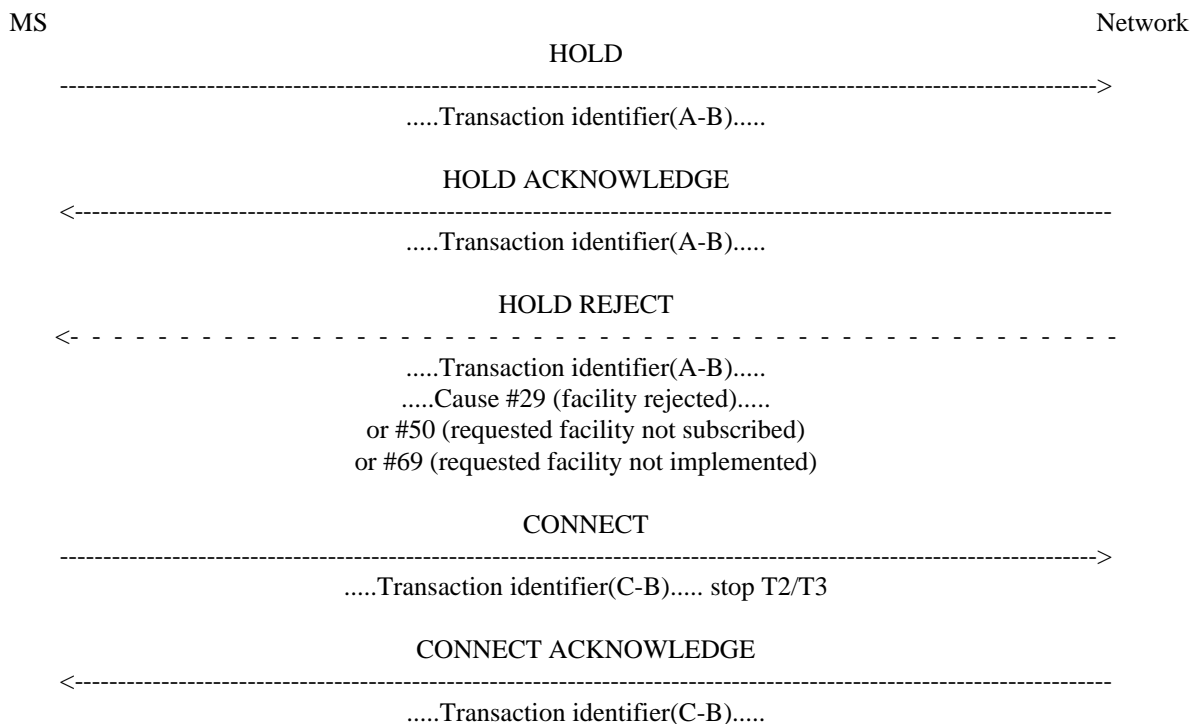 MS Network
HOLD
------------------------------------------------------------------------------------------------------------------------>
.....Transaction identifier(A-B).....
HOLD ACKNOWLEDGE
<------------------------------------------------------------------------------------------------------------------------
.....Transaction identifier(A-B).....
HOLD REJECT
<- - - - - - - - - - - - - - - - - - - - - - - - - - - - - - - - - - - - - - - - - - - - - - - -
.....Transaction identifier(A-B).....
.....Cause #29 (facility rejected).....
or #50 (requested facility not subscribed)
or #69 (requested facility not implemented)
CONNECT
------------------------------------------------------------------------------------------------------------------------>
.....Transaction identifier(C-B)..... stop T2/T3
CONNECT ACKNOWLEDGE
<------------------------------------------------------------------------------------------------------------------------
.....Transaction identifier(C-B).....